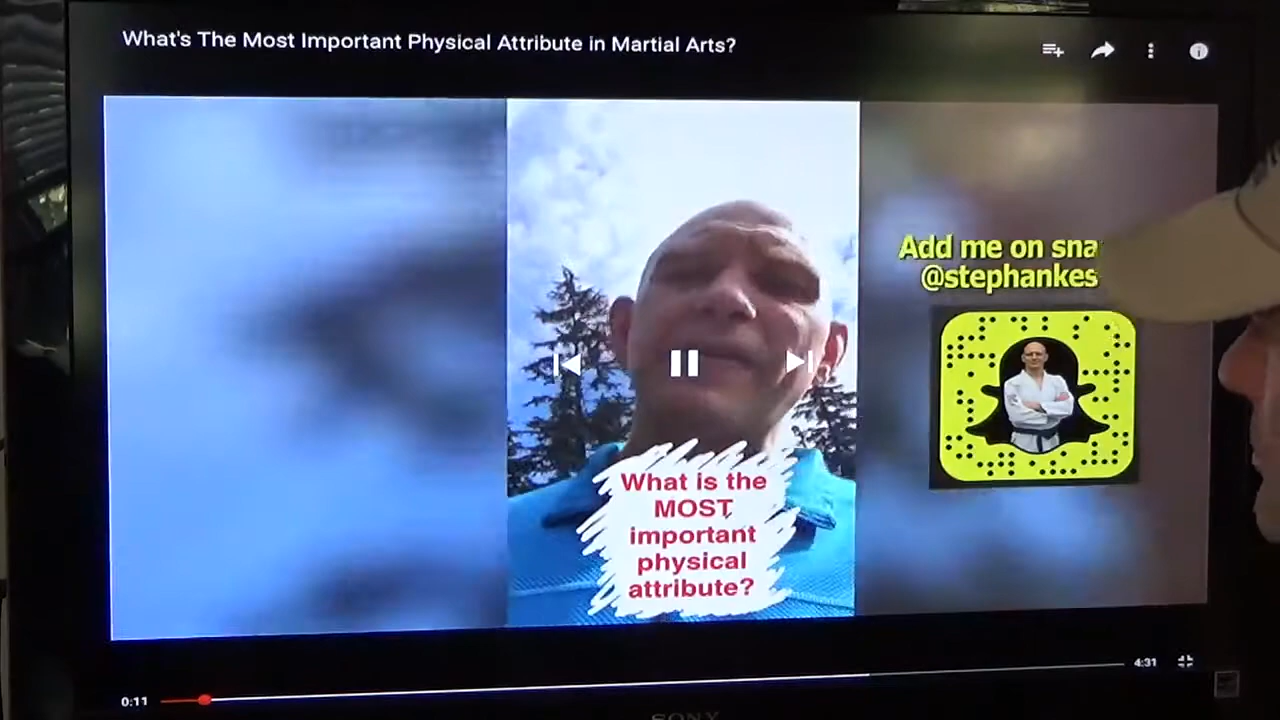 What's The Most Important Physical Attribute in Martial Arts?
Add me on sna
@stephankes
What is the
MOST
important
physical
attribute?
0:11
4:31
SONY